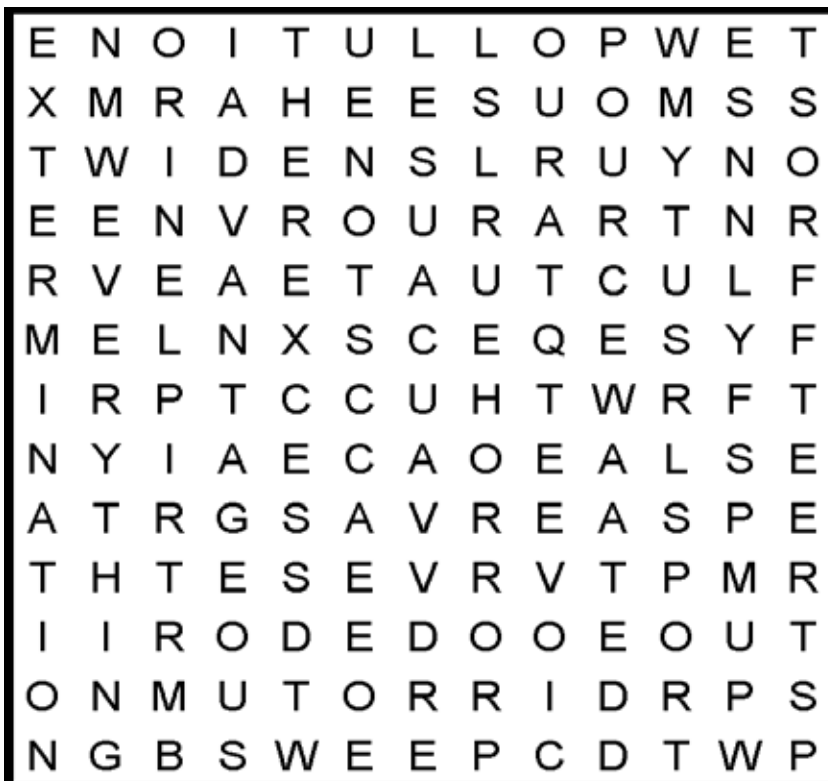 E N O I T U L L O P W E T
X M R A H E E S U O M S S
T W I D E N S L R U Y N O
E E N V R O U R A R T N R
R V E A E T A U T C U L F
M E L N X S C E Q E S Y F
I R P T C C U H T W R F T
N Y I A E C A O E A L S E
A T R G S A V R E A S P E
T H T E S E V R V T P M R
I I R O D E D O O E O U T
O N M U T O R R I D R P S
N G B S W E E P C D T W P